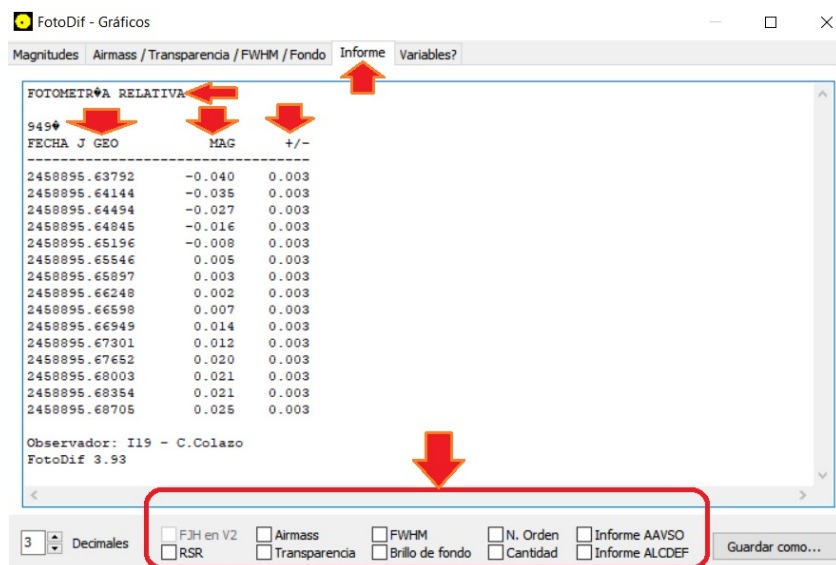 FotoDif - Gráficos
Magnitudes Airmass / Transparencia / FWHM / Fondo Informe Variables?
FOTOMETR�A RELATIVA
949�
FECHA J GEO MAG +/-
----------------------------------------
2458895.63792 -0.040 0.003
2458895.64144 -0.035 0.003
2458895.64494 -0.027 0.003
2458895.64845 -0.016 0.003
2458895.65196 -0.008 0.003
2458895.65546 0.005 0.003
2458895.65897 0.003 0.003
2458895.66248 0.002 0.003
2458895.66598 0.007 0.003
2458895.66949 0.014 0.003
2458895.67301 0.012 0.003
2458895.67652 0.020 0.003
2458895.68003 0.021 0.003
2458895.68354 0.021 0.003
2458895.68705 0.025 0.003
Observador: I19 - C.Colazo
FotoDif 3.93
3 Decimales FJH en V2 Airmass FWHM N. Orden Informe AAVSO
RSR Transparencia Brillo de fondo Cantidad Informe ALCDEF
Guardar como...